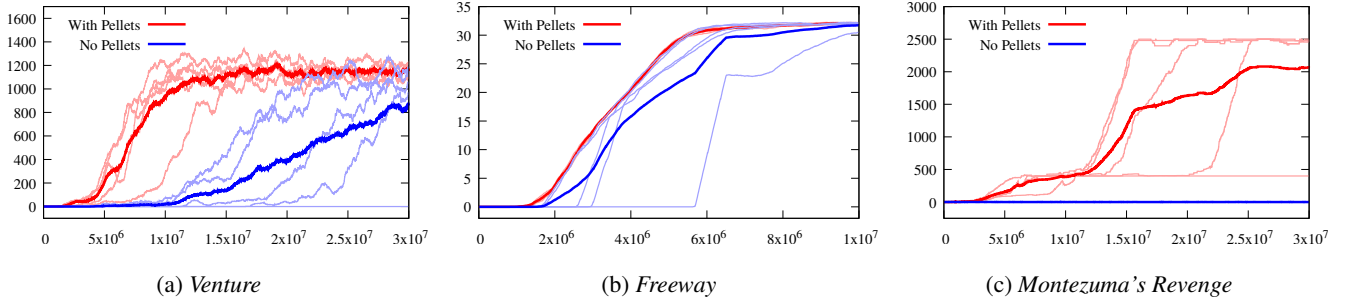 1600
1400
1200
1000
800
600
400
200
0
With Pellets
No Pellets
0
5x10^6
1x10^7
1.5x10^7
2x10^7
2.5x10^7
3x10^7
(a) Venture
35
30
25
20
15
10
5
0
With Pellets
No Pellets
0
2x10^6
4x10^6
6x10^6
8x10^6
1x10^7
(b) Freeway
3000
2500
2000
1500
1000
500
0
With Pellets
No Pellets
0
5x10^6
1x10^7
1.5x10^7
2x10^7
2.5x10^7
3x10^7
(c) Montezuma's Revenge